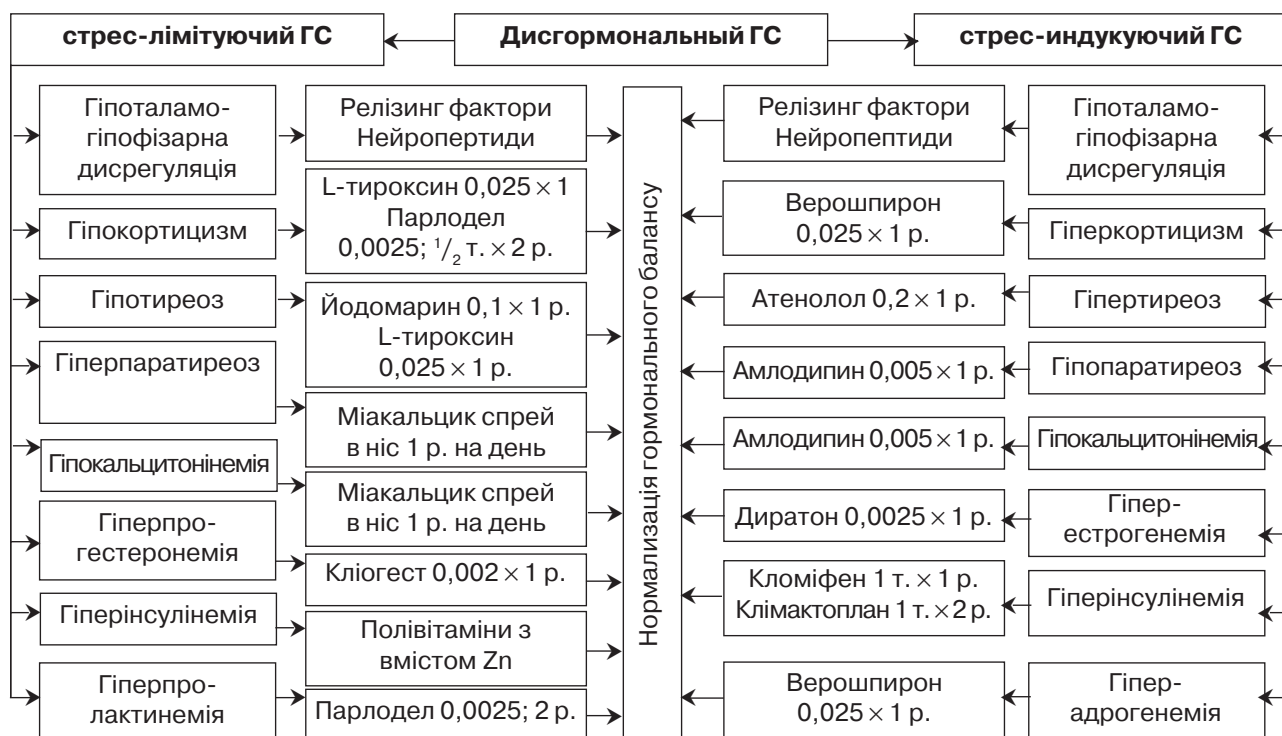 стрес-лімітуючий ГС
Дисгормональный ГС
стрес-индукуючий ГС
Гіпоталамо-
гіпофізарна
дисрегуляція
Гіпокортицизм
Гіпотиреоз
Гіперпаратиреоз
Гіпокальцитонінемія
Гіперпро-
гестеронемія
Гіперінсулінемія
Гіперпро-
лактинемія
Релізинг фактори
Нейропертиди
L-тироксин 0,025 × 1
Парлодел
0,0025; 1/2 т. × 2 р.
Йодомарин 0,1 × 1 р.
L-тироксин
0,025 × 1 р.
Міакальцик спрей
в ніс 1 р. на день
Міакальцик спрей
в ніс 1 р. на день
Кліогест 0,002 × 1 р.
Полівітаміни з
вмістом Zn
Парлодел 0,0025; 2 р.
Нормализація гормонального балансу
Релізинг фактори
Нейропептиди
Верошпирон
0,025 × 1 р.
Атенолол 0,2 × 1 р.
Амлодипин 0,005 × 1 р.
Амлодипин 0,005 × 1 р.
Диратон 0,0025 × 1 р.
Кломіфен 1 т. × 1 р.
Клімактоплан 1 т. × 2 р.
Верошпирон
0,025 × 1 р.
Гіпоталамо-
гіпофізарна
дисрегуляція
Гіперкортицизм
Гіпертиреоз
Гіпопаратиреоз
Гіпокальцитонінемія
Гіпер-
естрогенемія
Гіперінсулінемія
Гіпер-
адрогенемія